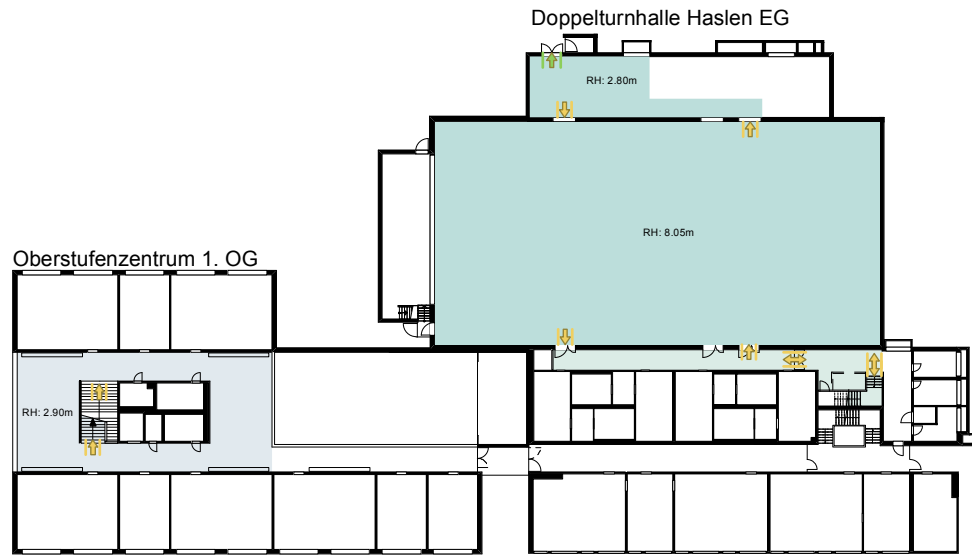 Doppelturnhalle Haslen EG
RH: 2.80m
RH: 8.05m
Oberstufenzentrum 1. OG
RH: 2.90m